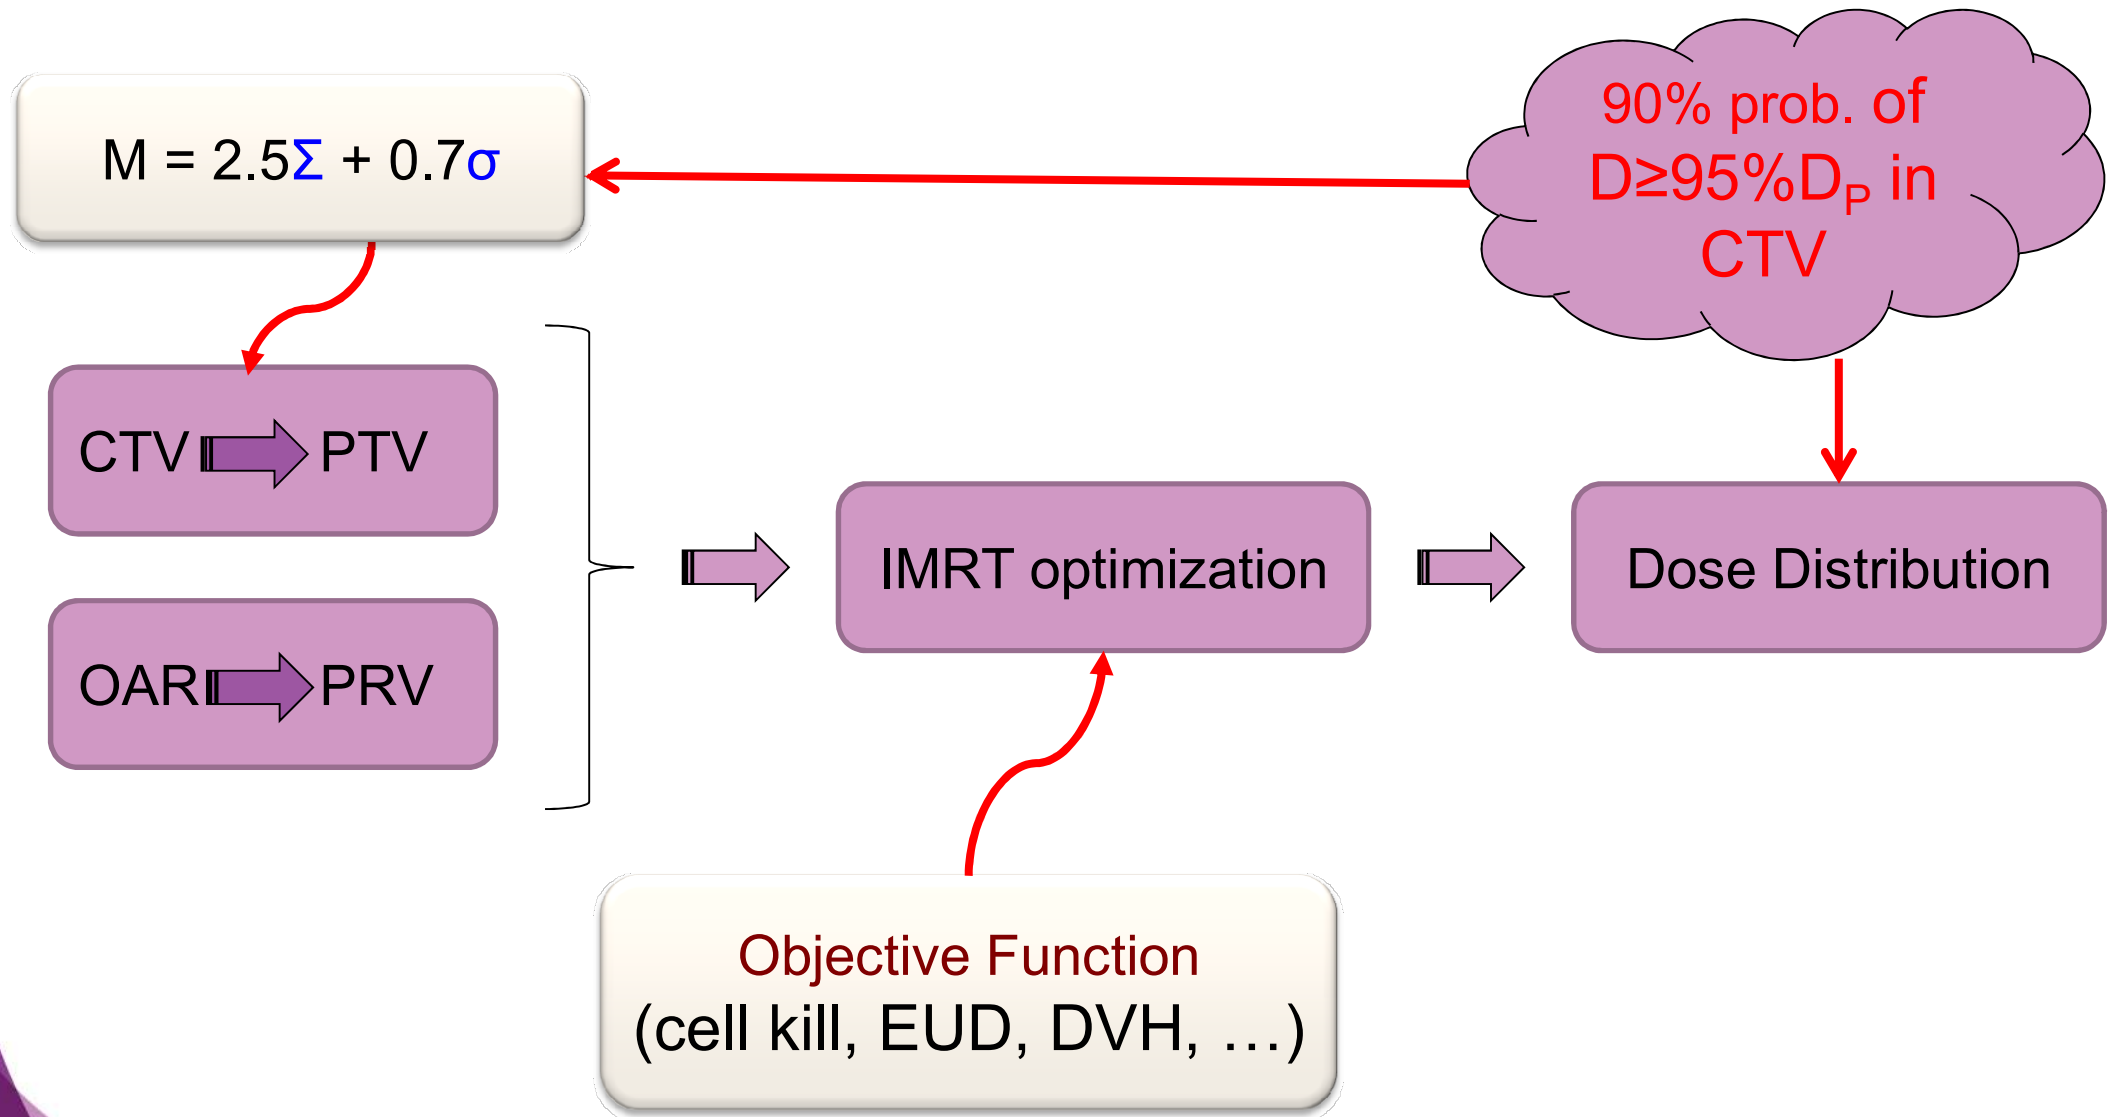 M = 2.5Σ + 0.7σ
90% prob. of
D≥95%D_P in
CTV
CTV PTV
OAR PRV
IMRT optimization
Dose Distribution
Objective Function
(cell kill, EUD, DVH, …)